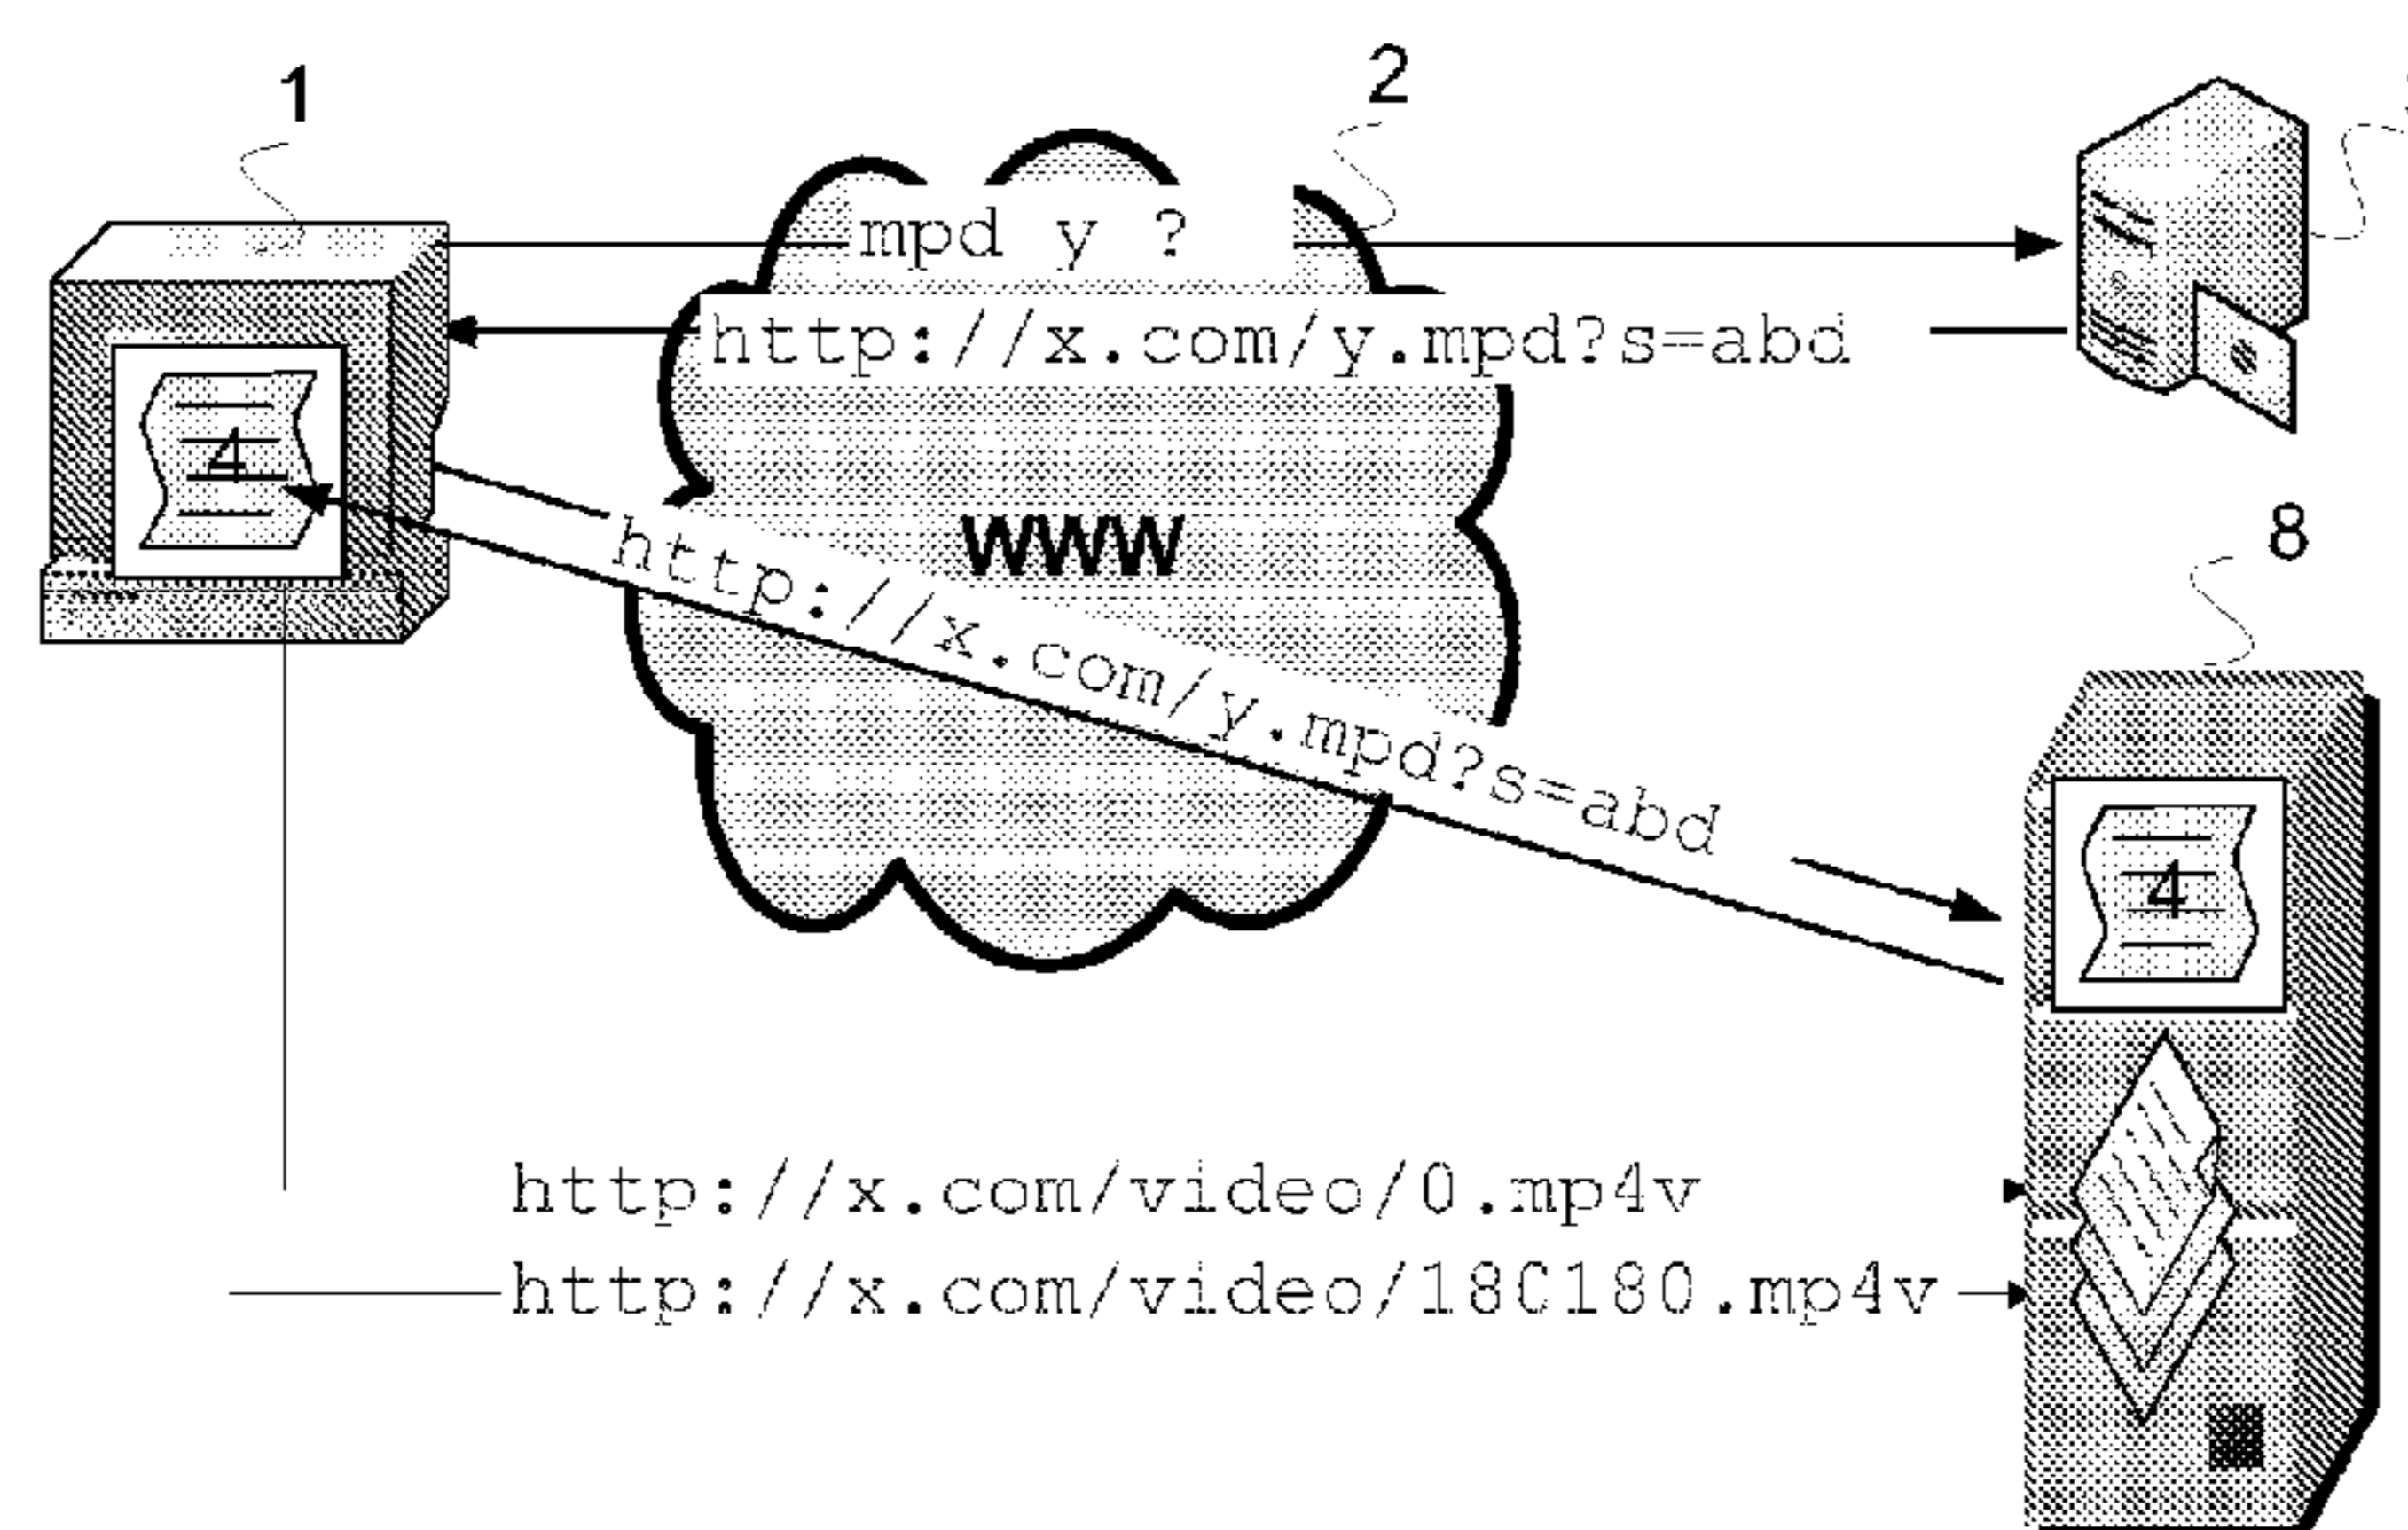 1
2
mpd y ?
http://x.com/y.mpd?s=abd
4
WWW
8
http://x.com/y.mpd?s=abd
4
http://x.com/video/0.mp4v
http://x.com/video/180180.mp4v